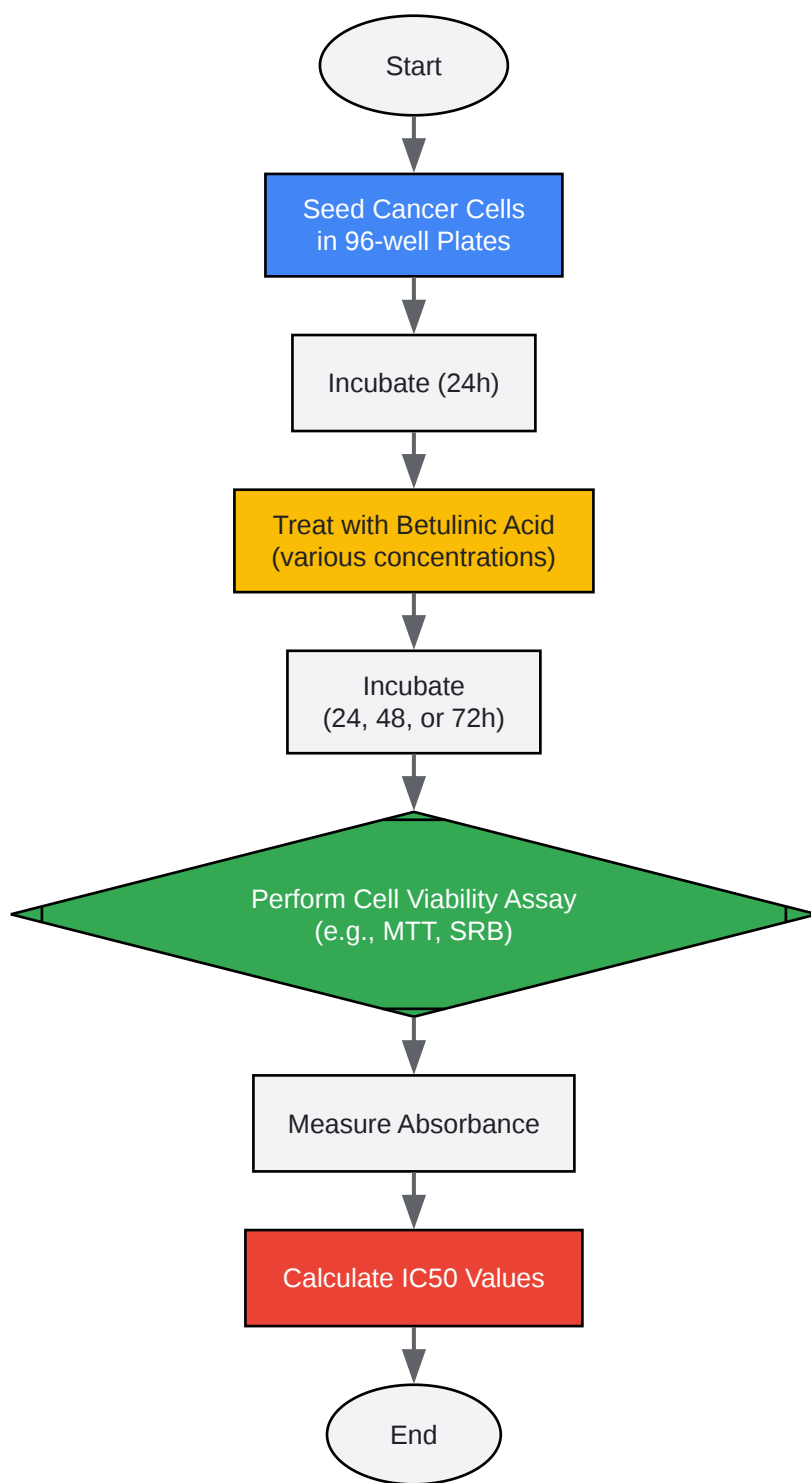 Start
Seed Cancer Cells
in 96-well Plates
Incubate (24h)
Treat with Betulinic Acid
(various concentrations)
Incubate
(24, 48, or 72h)
Perform Cell Viability Assay
(e.g., MTT, SRB)
Measure Absorbance
Calculate IC50 Values
End